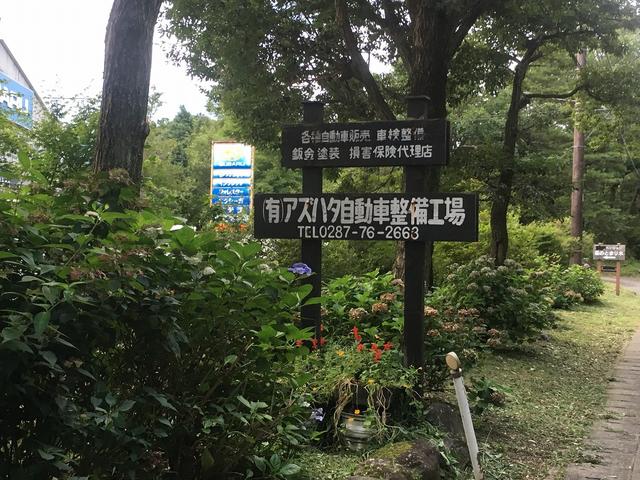 各種自動車販売 車検整備
鈑金塗装 損害保険代理店
(有)アズハタ自動車整備工場
TEL0287-76-2663
SUBARU